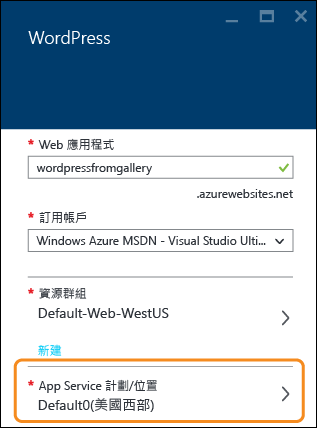 WordPress
* Web 應用程式
wordpressfromgallery
.azurewebsites.net
* 訂用帳戶
Windows Azure MSDN - Visual Studio Ulti...
* 資源群組
Default-Web-WestUS
新建
* App Service 計劃/位置
Default0(美國西部)